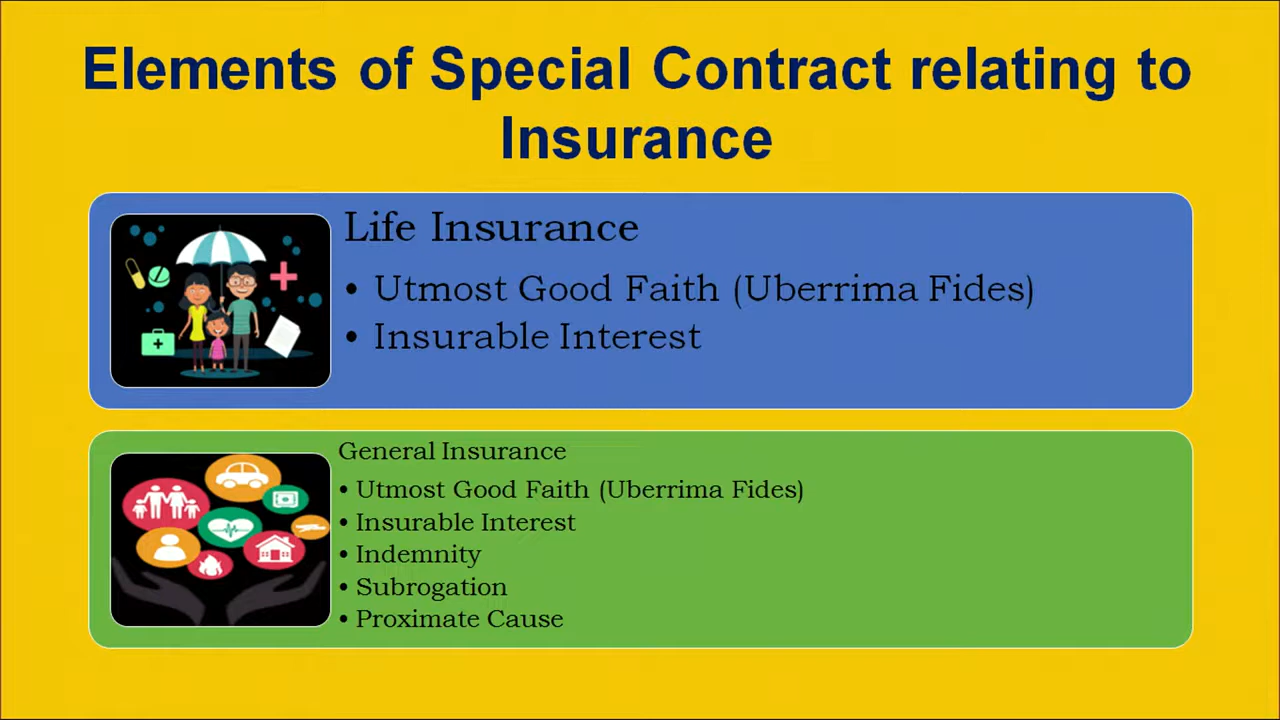 Elements of Special Contract relating to
Insurance
Life Insurance
• Utmost Good Faith (Uberrima Fides)
• Insurable Interest
General Insurance
• Utmost Good Faith (Uberrima Fides)
• Insurable Interest
• Indemnity
• Subrogation
• Proximate Cause